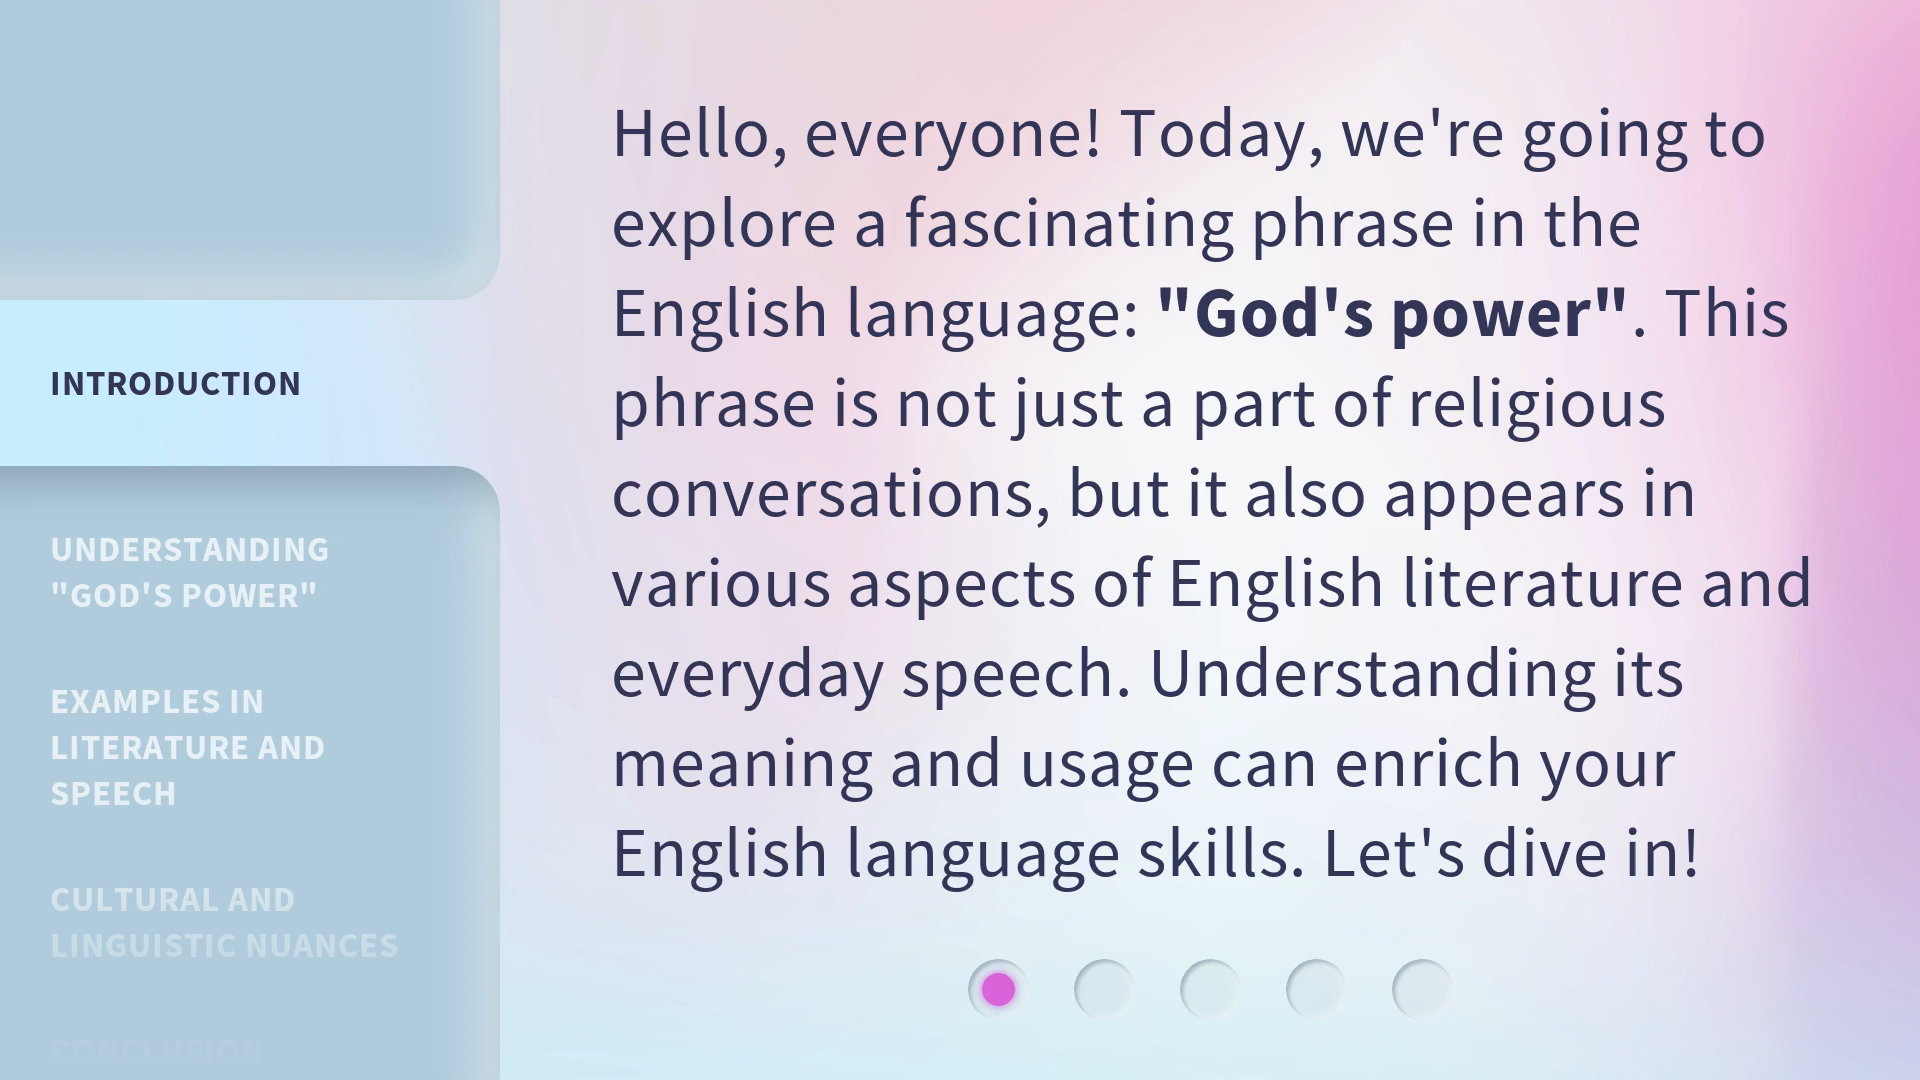 INTRODUCTION
UNDERSTANDING
"GOD'S POWER"
EXAMPLES IN
LITERATURE AND
SPEECH
CULTURAL AND
LINGUISTIC NUANCES
CONCLUSION
Hello, everyone! Today, we're going to
explore a fascinating phrase in the
English language: "God's power". This
phrase is not just a part of religious
conversations, but it also appears in
various aspects of English literature and
everyday speech. Understanding its
meaning and usage can enrich your
English language skills. Let's dive in!